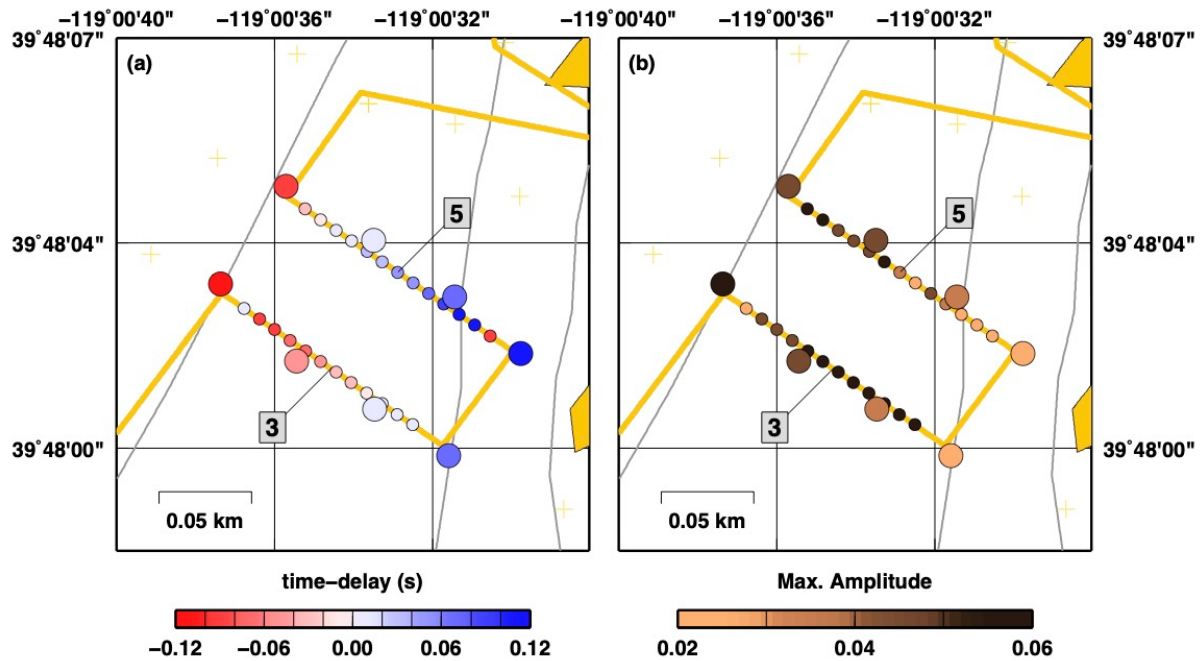 −119°00'40" −119°00'36" −119°00'32" −119°00'40" −119°00'36" −119°00'32"
39°48'07" (a) (b) 39°48'07"
5 5
39°48'04" 39°48'04"
3 3
39°48'00" 39°48'00"
0.05 km 0.05 km
time−delay (s) Max. Amplitude
−0.12 −0.06 0.00 0.06 0.12 0.02 0.04 0.06